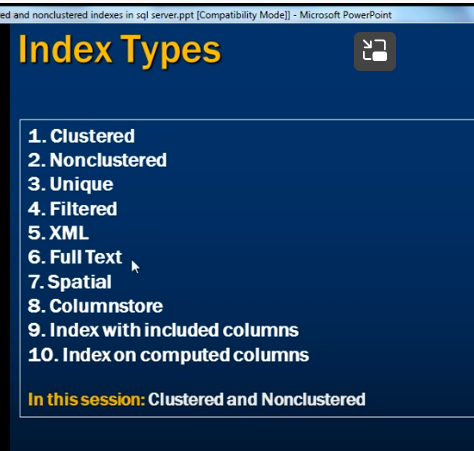 ed and nonclustered indexes in sql server.ppt [Compatibility Mode]] - Microsoft PowerPoint
Index Types
1. Clustered
2. Nonclustered
3. Unique
4. Filtered
5. XML
6. Full Text
7. Spatial
8. Columnstore
9. Index with included columns
10. Index on computed columns
In this session: Clustered and Nonclustered